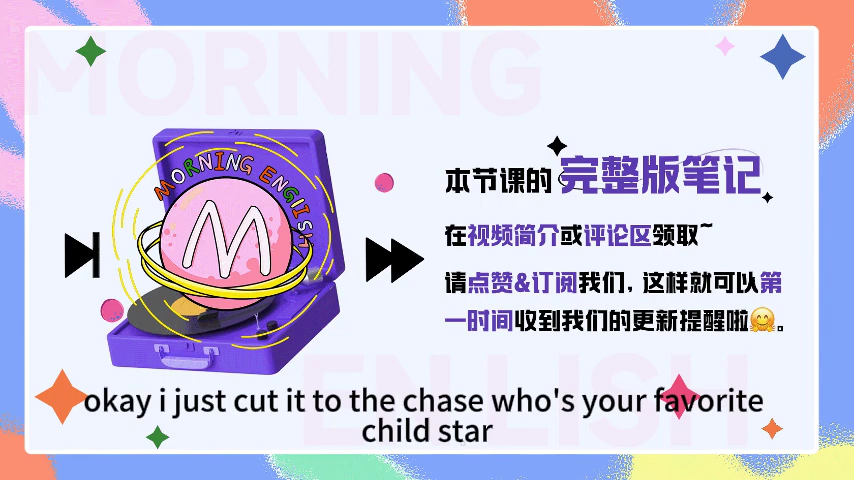 MORNING
MORNING ENGLISH
M
本节课的 完整版笔记
在视频简介或评论区领取~
请点赞&订阅我们，这样就可以第
一时间收到我们的更新提醒啦🤗。
EN LISH
okay i just cut it to the chase who's your favorite
child star